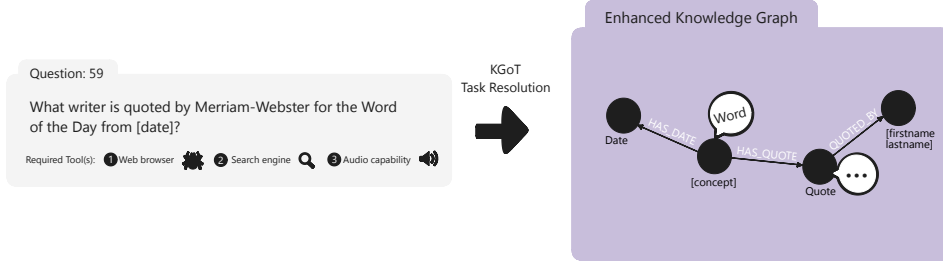 Question: 59
What writer is quoted by Merriam-Webster for the Word
of the Day from [date]?
Required Tool(s): 1 Web browser 2 Search engine 3 Audio capability
KGoT
Task Resolution
Enhanced Knowledge Graph
Word
Date
HAS_DATE
[concept]
HAS_QUOTE
Quote
QUOTED_BY
[firstname
lastname]
...